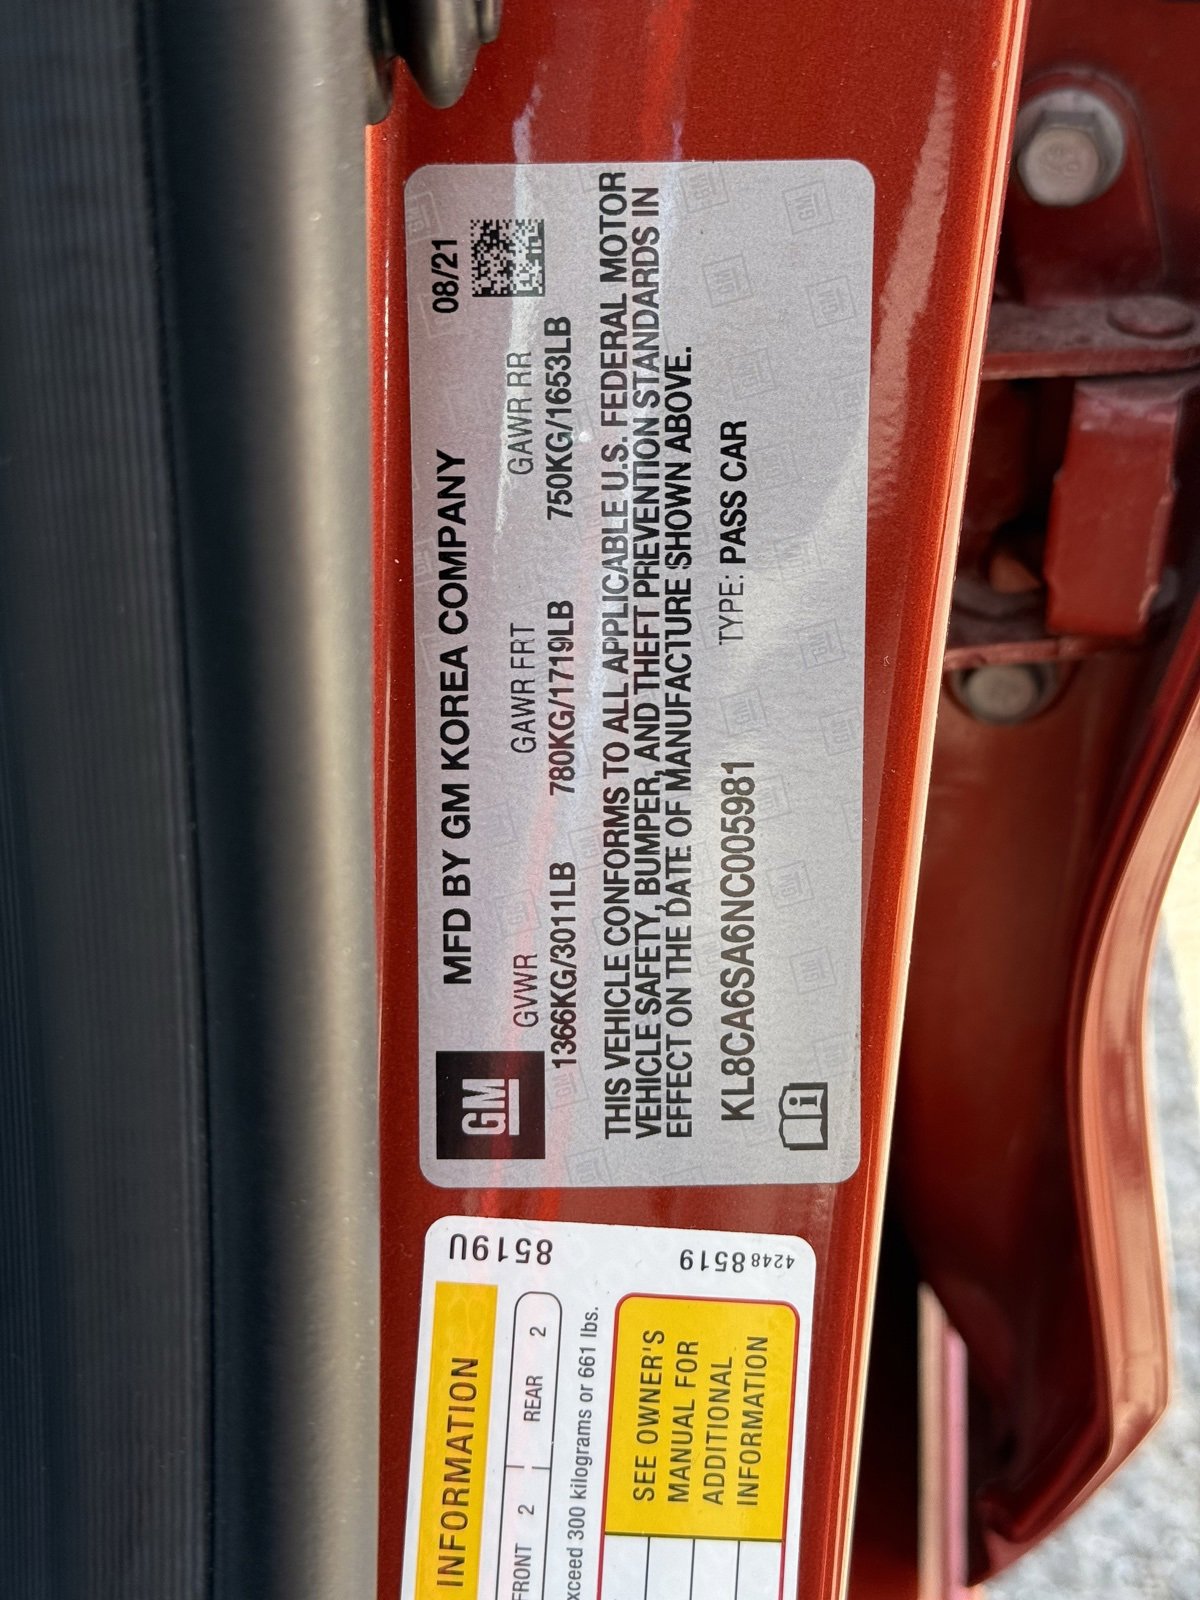 MFD BY GM KOREA COMPANY 08/21
GM
GVWR GAWR FRT GAWR RR
1366KG/3011LB 780KG/1719LB 750KG/1653LB
THIS VEHICLE CONFORMS TO ALL APPLICABLE U.S. FEDERAL MOTOR
VEHICLE SAFETY, BUMPER, AND THEFT PREVENTION STANDARDS IN
EFFECT ON THE DATE OF MANUFACTURE SHOWN ABOVE.
KL8CA6SA6NC005981 TYPE: PASS CAR
8519U
4248 8519
INFORMATION
FRONT 2 REAR 2
300 kilograms or 661 lbs.
SEE OWNER'S
MANUAL FOR
ADDITIONAL
INFORMATION